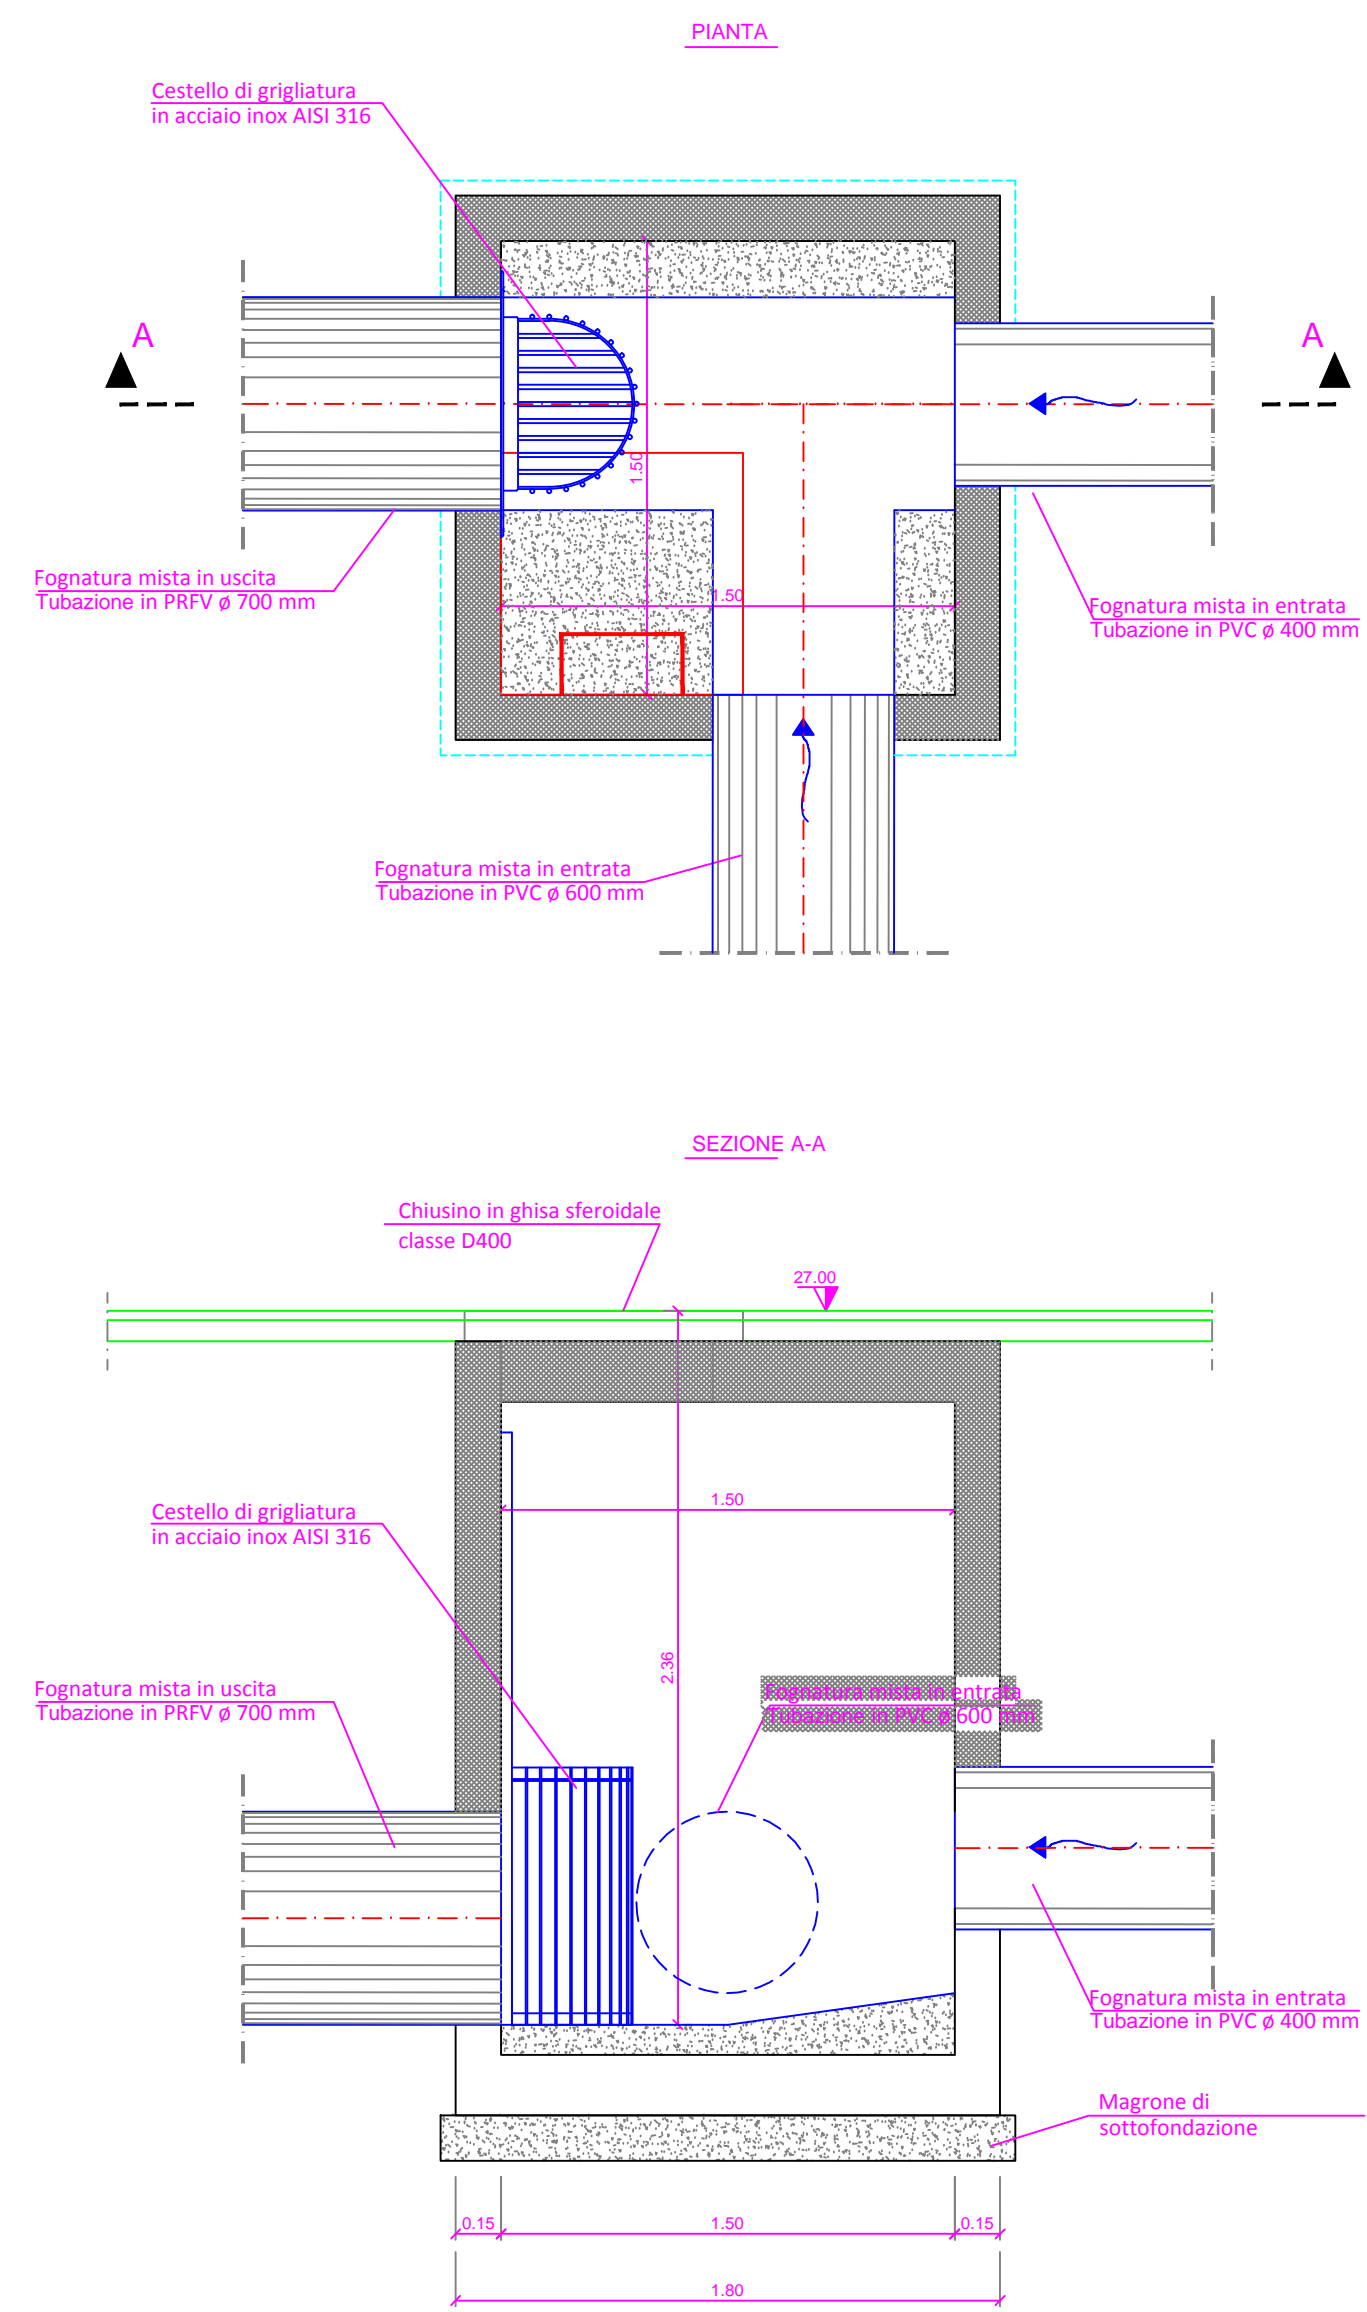 PIANTA
Cestello di grigliatura
in acciaio inox AISI 316
A
A
1.50
1.50
Fognatura mista in uscita
Tubazione in PRFV ø 700 mm
Fognatura mista in entrata
Tubazione in PVC ø 400 mm
Fognatura mista in entrata
Tubazione in PVC ø 600 mm
SEZIONE A-A
Chiusino in ghisa sferoidale
classe D400
27.00
1.50
Cestello di grigliatura
in acciaio inox AISI 316
2.36
Fognatura mista in uscita
Tubazione in PRFV ø 700 mm
Fognatura mista in entrata
Tubazione in PVC ø 600 mm
Fognatura mista in entrata
Tubazione in PVC ø 400 mm
Magrone di
sottofondazione
0.15
1.50
0.15
1.80